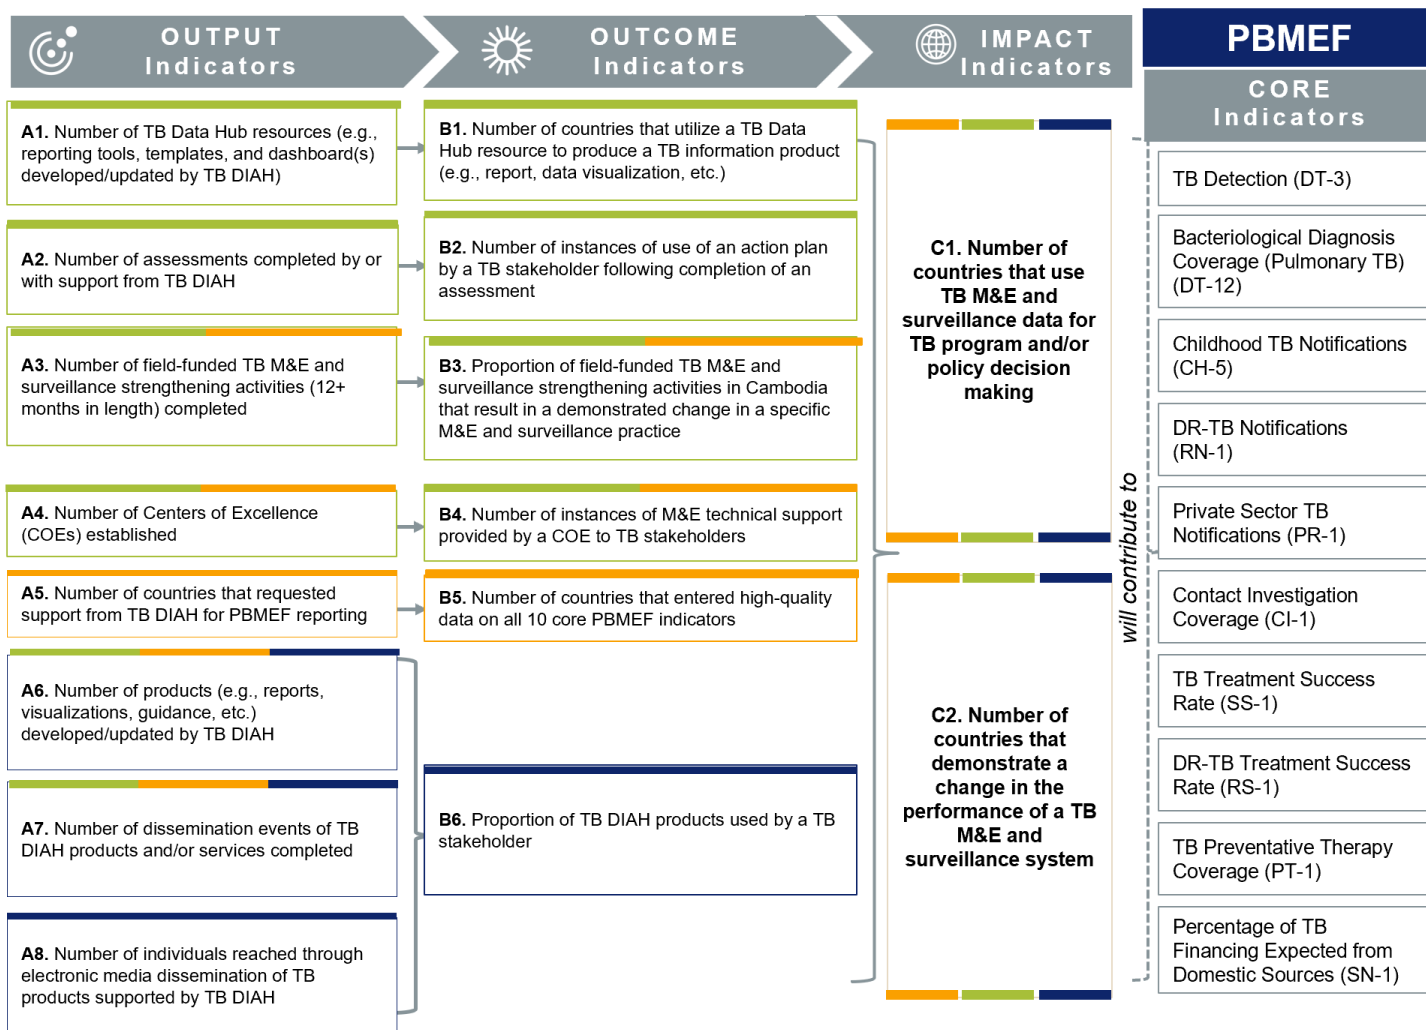 OUTPUT
Indicators
OUTCOME
Indicators
IMPACT
Indicators
PBMEF
CORE
Indicators
A1. Number of TB Data Hub resources (e.g.,
reporting tools, templates, and dashboard(s)
developed/updated by TB DIAH)
A2. Number of assessments completed by or
with support from TB DIAH
A3. Number of field-funded TB M&E and
surveillance strengthening activities (12+
months in length) completed
A4. Number of Centers of Excellence
(COEs) established
A5. Number of countries that requested
support from TB DIAH for PBMEF reporting
A6. Number of products (e.g., reports,
visualizations, guidance, etc.)
developed/updated by TB DIAH
A7. Number of dissemination events of TB
DIAH products and/or services completed
A8. Number of individuals reached through
electronic media dissemination of TB
products supported by TB DIAH
B1. Number of countries that utilize a TB Data
Hub resource to produce a TB information product
(e.g., report, data visualization, etc.)
B2. Number of instances of use of an action plan
by a TB stakeholder following completion of an
assessment
B3. Proportion of field-funded TB M&E and
surveillance strengthening activities in Cambodia
that result in a demonstrated change in a specific
M&E and surveillance practice
B4. Number of instances of M&E technical support
provided by a COE to TB stakeholders
B5. Number of countries that entered high-quality
data on all 10 core PBMEF indicators
B6. Proportion of TB DIAH products used by a TB
stakeholder
C1. Number of
countries that use
TB M&E and
surveillance data for
TB program and/or
policy decision
making
C2. Number of
countries that
demonstrate a
change in the
performance of a TB
M&E and
surveillance system
will contribute to
TB Detection (DT-3)
Bacteriological Diagnosis
Coverage (Pulmonary TB)
(DT-12)
Childhood TB Notifications
(CH-5)
DR-TB Notifications
(RN-1)
Private Sector TB
Notifications (PR-1)
Contact Investigation
Coverage (CI-1)
TB Treatment Success
Rate (SS-1)
DR-TB Treatment Success
Rate (RS-1)
TB Preventative Therapy
Coverage (PT-1)
Percentage of TB
Financing Expected from
Domestic Sources (SN-1)